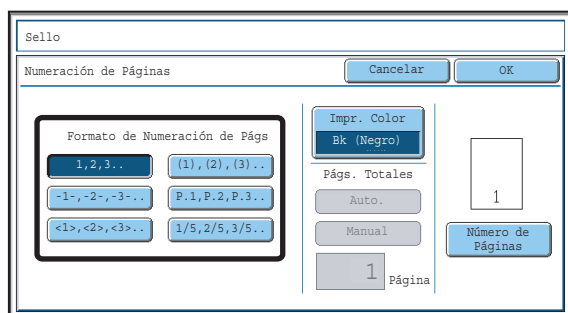 Sello
Numeración de Páginas
Cancelar
OK
Formato de Numeración de Págs
1,2,3..
(1),(2),(3)..
-1-,-2-,-3-..
P.1,P.2,P.3..
<1>,<2>,<3>..
1/5,2/5,3/5..
Impr. Color
Bk (Negro)
Págs. Totales
Auto.
Manual
1 Página
1
Número de
Páginas